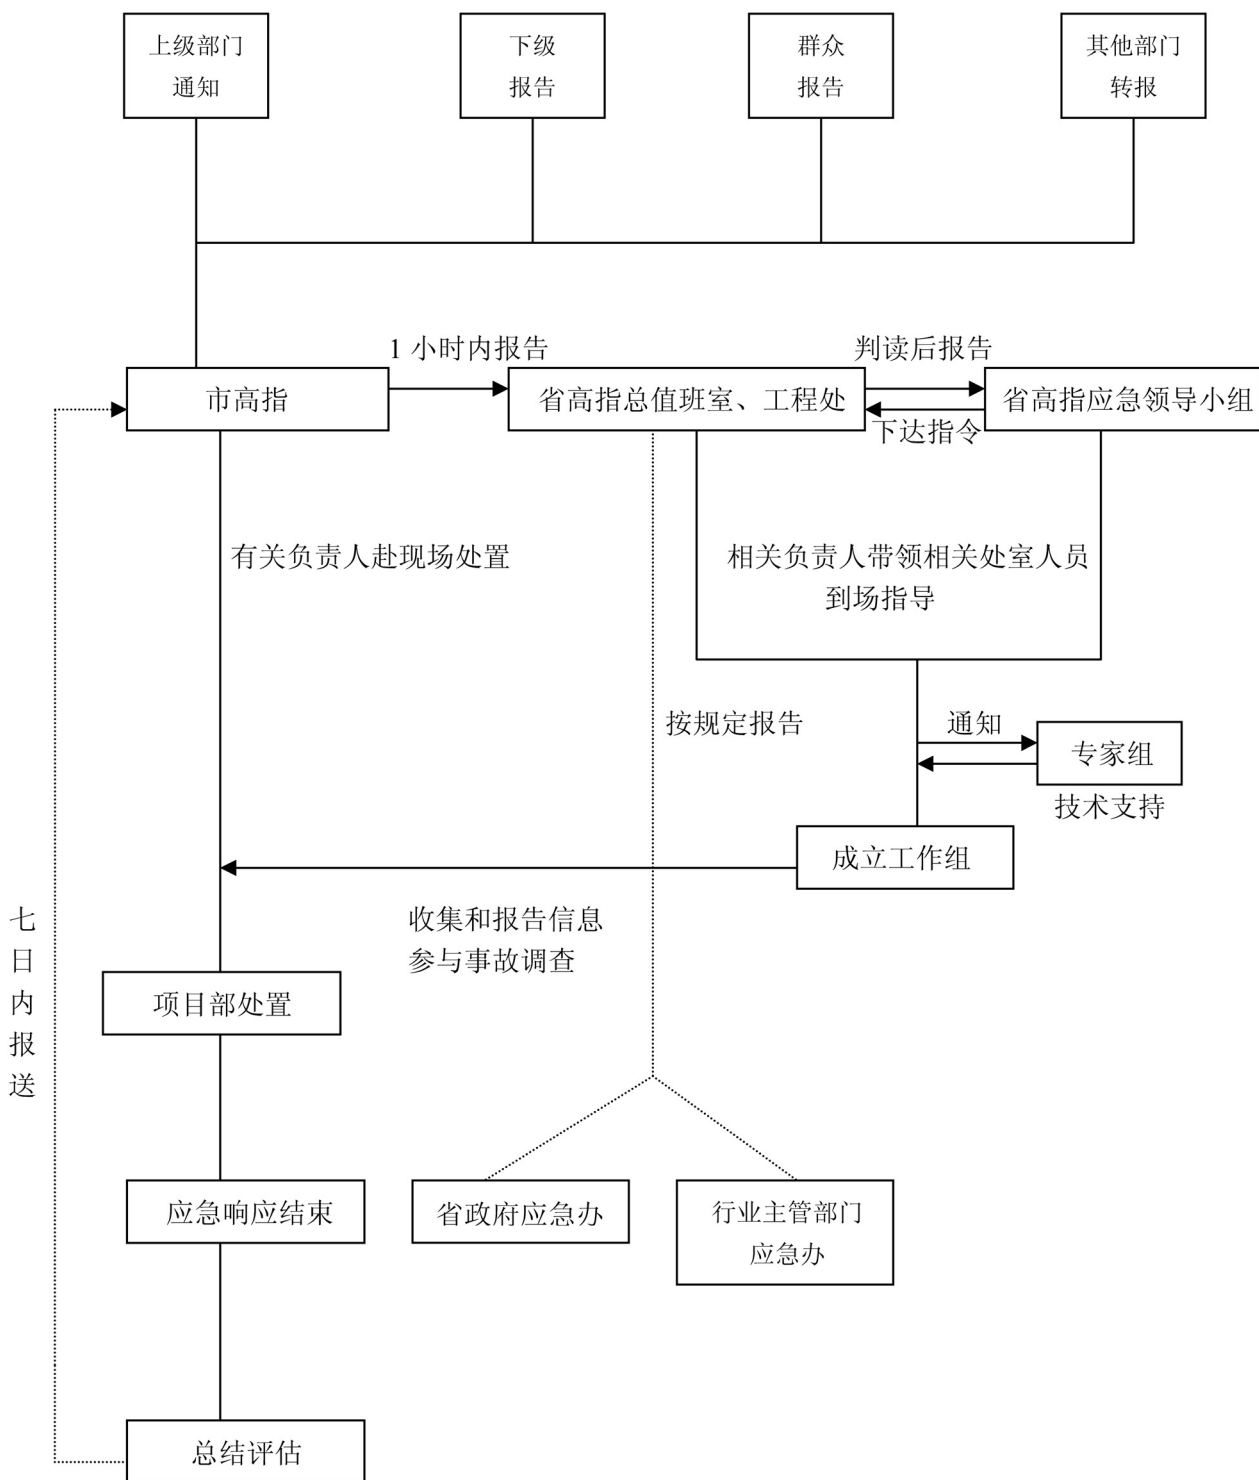 上级部门
通知
下级
报告
群众
报告
其他部门
转报
1 小时内报告
判读后报告
市高指
省高指总值班室、工程处
省高指应急领导小组
下达指令
有关负责人赴现场处置
相关负责人带领相关处室人员
到场指导
按规定报告
通知
专家组
技术支持
成立工作组
收集和报告信息
参与事故调查
七
日
内
报
送
项目部处置
应急响应结束
省政府应急办
行业主管部门
应急办
总结评估